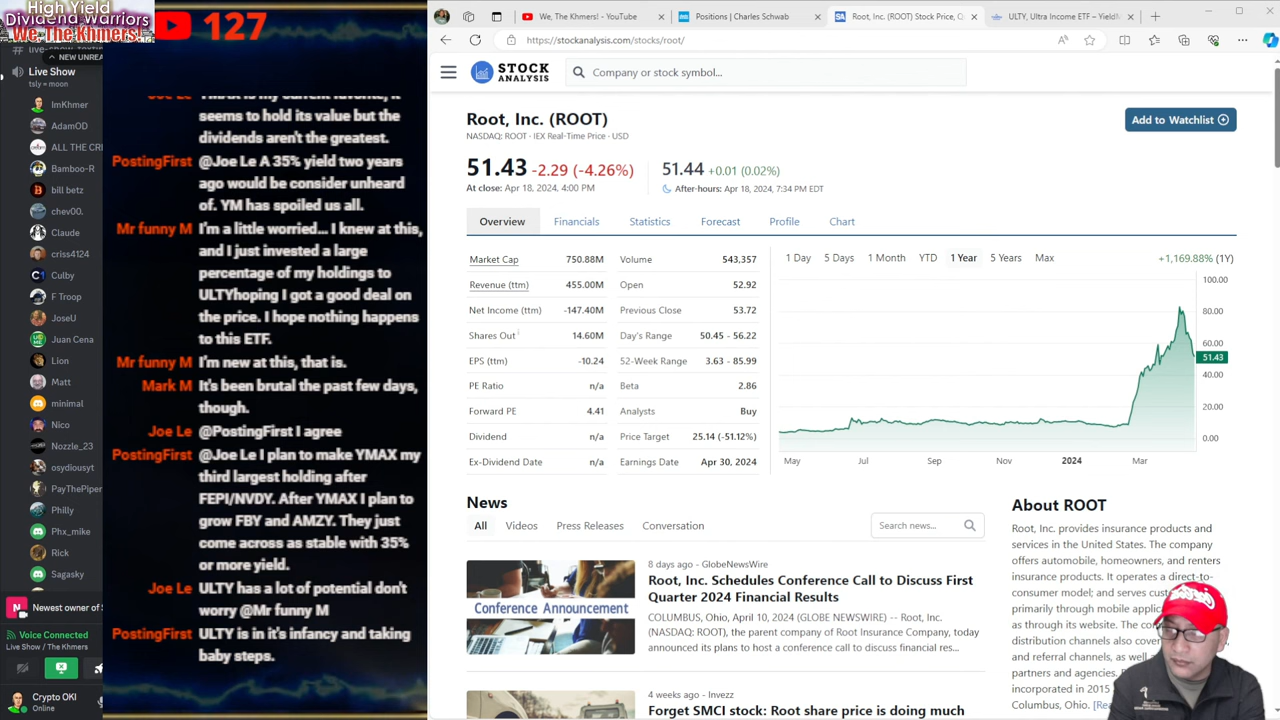 High Yield
Dividend Warriors
We, The Khmers!
127
NEW UNREA
Live Show
tsly = moon
ImKhmer
AdamOD
ALL THE CRI
Bamboo-R
bill betz
chev00.
Claude
criss4124
Culby
F Troop
JoseU
Juan Cena
Lion
Matt
minimal
Nico
Nozzle_23
osydiousyt
PayThePiper
Philly
Phx_mike
Rick
Sagasky
Newest owner of S
Voice Connected
Live Show / The Khmers
Crypto OKI
Online
Joe Le YMAX is my current favorite, it
seems to hold its value but the
dividends aren't the greatest.
PostingFirst @Joe Le A 35% yield two years
ago would be consider unheard
of. YM has spoiled us all.
Mr funny M I'm a little worried... I knew at this,
and I just invested a large
percentage of my holdings to
ULTYhoping I got a good deal on
the price. I hope nothing happens
to this ETF.
Mr funny M I'm new at this, that is.
Mark M It's been brutal the past few days,
though.
Joe Le @PostingFirst I agree
PostingFirst @Joe Le I plan to make YMAX my
third largest holding after
FEPI/NVDY. After YMAX I plan to
grow FBY and AMZY. They just
come across as stable with 35%
or more yield.
Joe Le ULTY has a lot of potential don't
worry @Mr funny M
PostingFirst ULTY is in it's infancy and taking
baby steps.
We, The Khmers! - YouTube
Positions | Charles Schwab
Root, Inc. (ROOT) Stock Price, Q
ULTY, Ultra Income ETF – YieldM
https://stockanalysis.com/stocks/root/
STOCK
ANALYSIS
Company or stock symbol...
Root, Inc. (ROOT)
NASDAQ: ROOT · IEX Real-Time Price · USD
Add to Watchlist
51.43 -2.29 (-4.26%)
At close: Apr 18, 2024, 4:00 PM
51.44 +0.01 (0.02%)
After-hours: Apr 18, 2024, 7:34 PM EDT
Overview Financials Statistics Forecast Profile Chart
Market Cap 750.88M Volume 543,357
Revenue (ttm) 455.00M Open 52.92
Net Income (ttm) -147.40M Previous Close 53.72
Shares Out 14.60M Day's Range 50.45 - 56.22
EPS (ttm) -10.24 52-Week Range 3.63 - 85.99
PE Ratio n/a Beta 2.86
Forward PE 4.41 Analysts Buy
Dividend n/a Price Target 25.14 (-51.12%)
Ex-Dividend Date n/a Earnings Date Apr 30, 2024
1 Day 5 Days 1 Month YTD 1 Year 5 Years Max +1,169.88% (1Y)
100.00
80.00
60.00
51.43
40.00
20.00
0.00
May Jul Sep Nov 2024 Mar
News
All Videos Press Releases Conversation
Search news...
Conference Announcement
8 days ago - GlobeNewsWire
Root, Inc. Schedules Conference Call to Discuss First
Quarter 2024 Financial Results
COLUMBUS, Ohio, April 10, 2024 (GLOBE NEWSWIRE) -- Root, Inc.
(NASDAQ: ROOT), the parent company of Root Insurance Company, today
announced its plans to host a conference call to discuss financial res...
4 weeks ago - Invezz
Forget SMCI stock: Root share price is doing much
About ROOT
Root, Inc. provides insurance products and
services in the United States. The company
offers automobile, homeowners, and renters
insurance products. It operates a direct-to-
consumer model; and serves custo
primarily through mobile applica
as through its website. The com
distribution channels also cover
and referral channels, as well a
partners and agencies.
incorporated in 2015
Columbus, Ohio. [Rea